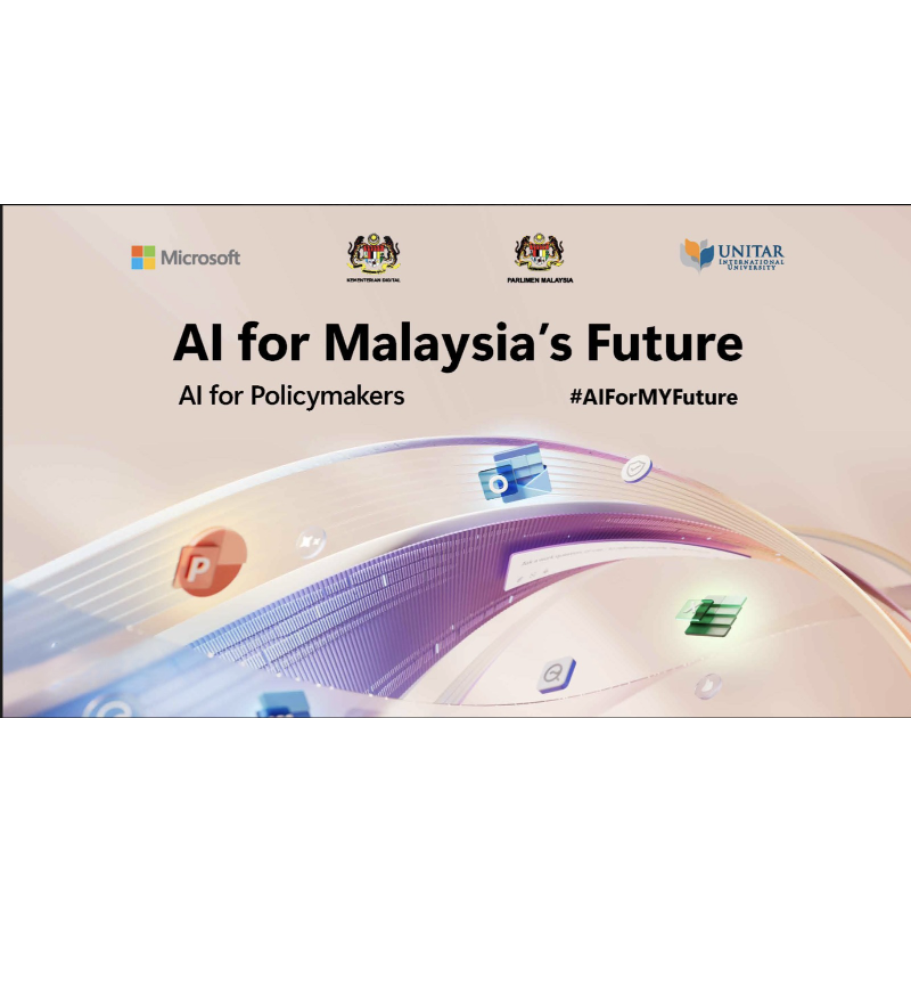 Microsoft
KEMENTERIAN DIGITAL
PARLIMEN MALAYSIA
UNITAR
INTERNATIONAL
UNIVERSITY
AI for Malaysia’s Future
AI for Policymakers
#AIForMYFuture
P